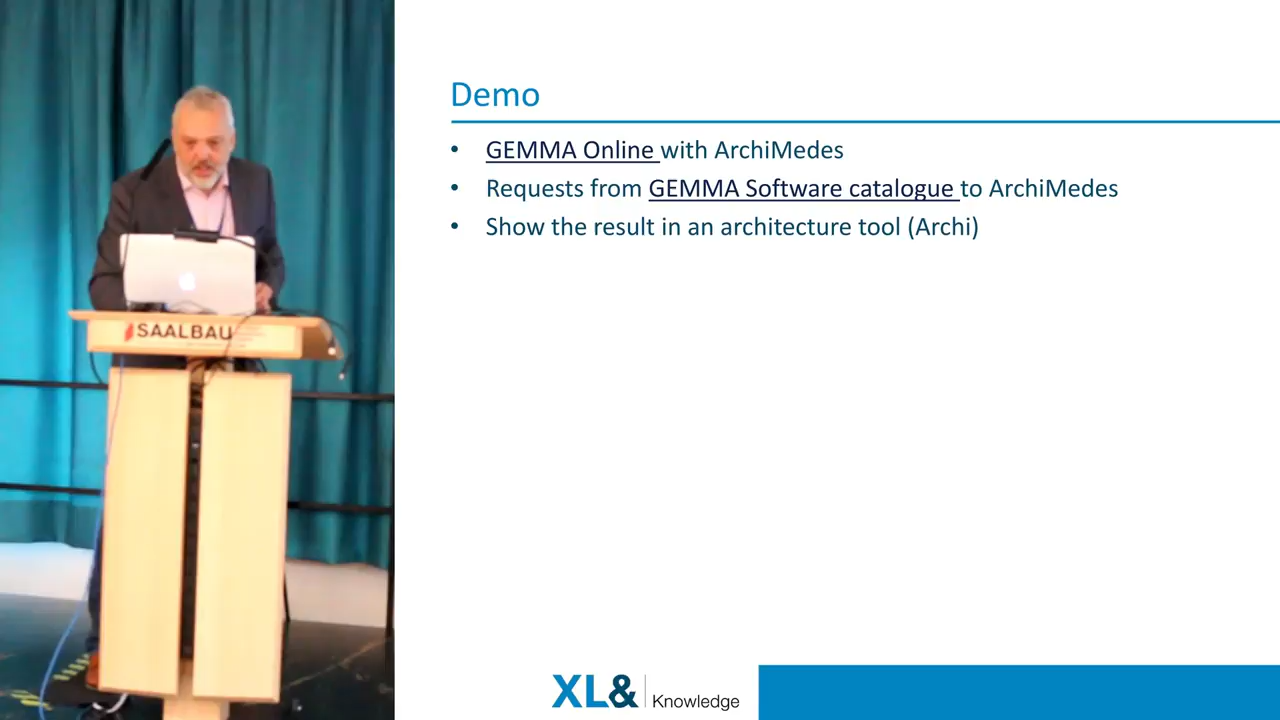 Demo
• GEMMA Online with ArchiMedes
• Requests from GEMMA Software catalogue to ArchiMedes
• Show the result in an architecture tool (Archi)
SAALBAU
XL& Knowledge